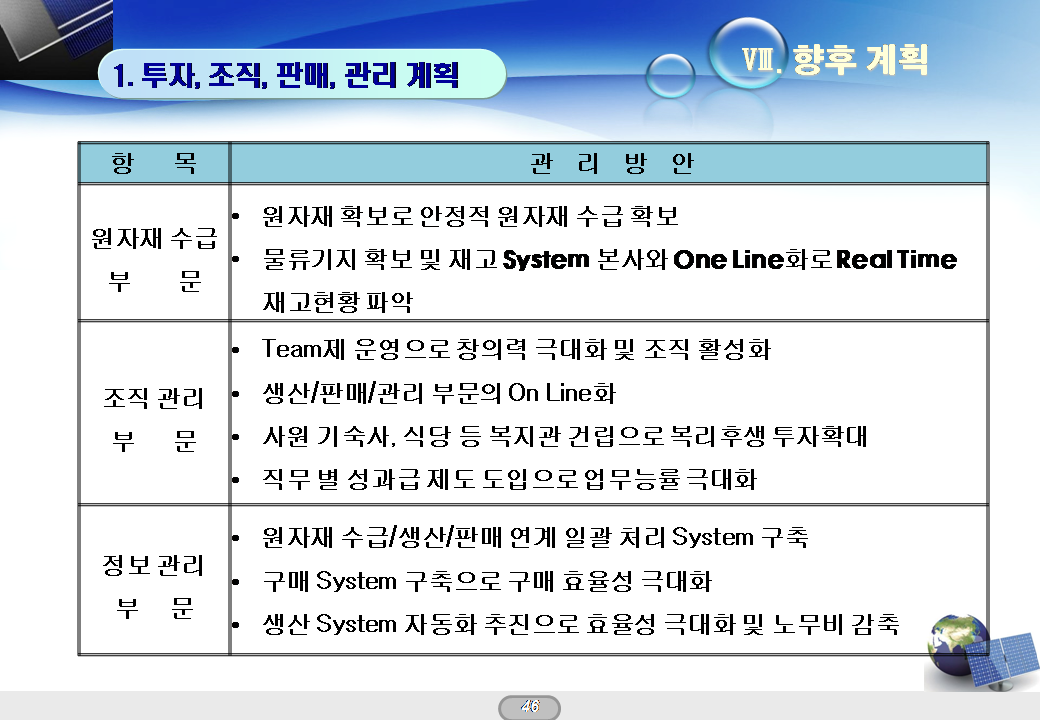 Ⅷ. 향후 계획
1. 투자, 조직, 판매, 관리 계획
항 목
관 리 방 안
원자재 수급
부 문
• 원자재 확보로 안정적 원자재 수급 확보
• 물류기지 확보 및 재고 System 본사와 One Line화로 Real Time
재고현황 파악
조직 관리
부 문
• Team제 운영으로 창의력 극대화 및 조직 활성화
• 생산/판매/관리 부문의 On Line화
• 사원 기숙사, 식당 등 복지관 건립으로 복리후생 투자확대
• 직무 별 성과급 제도 도입으로 업무능률 극대화
정보 관리
부 문
• 원자재 수급/생산/판매 연계 일괄 처리 System 구축
• 구매 System 구축으로 구매 효율성 극대화
• 생산 System 자동화 추진으로 효율성 극대화 및 노무비 감축
46